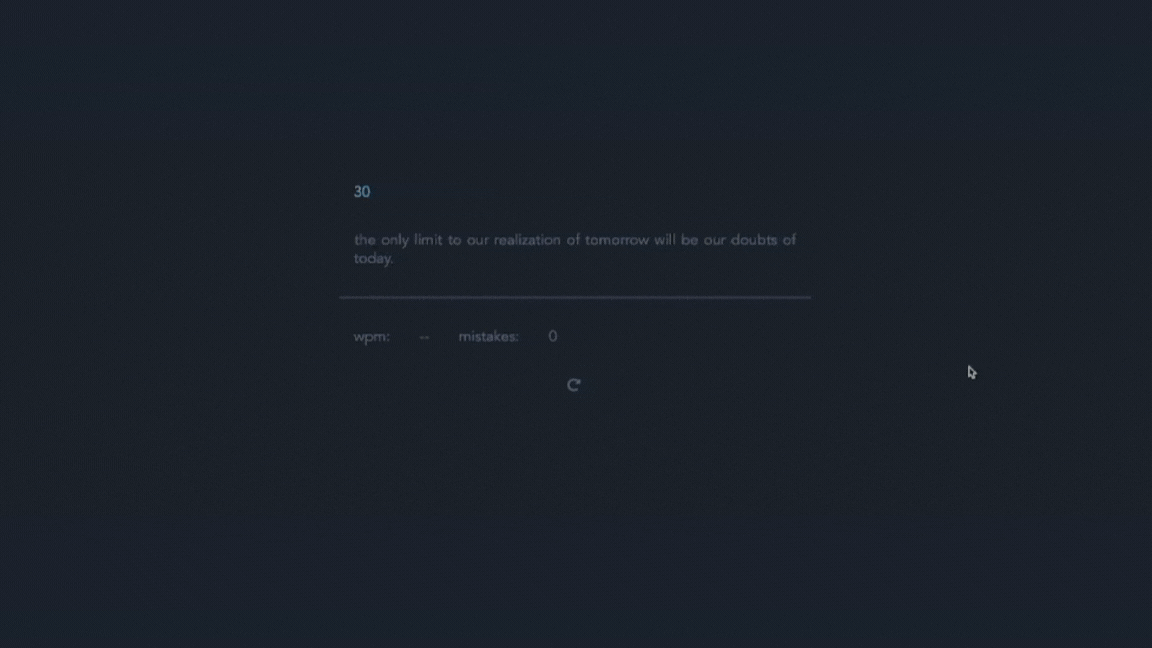 30
the only limit to our realization of tomorrow will be our doubts of
today.
wpm: -- mistakes: 0